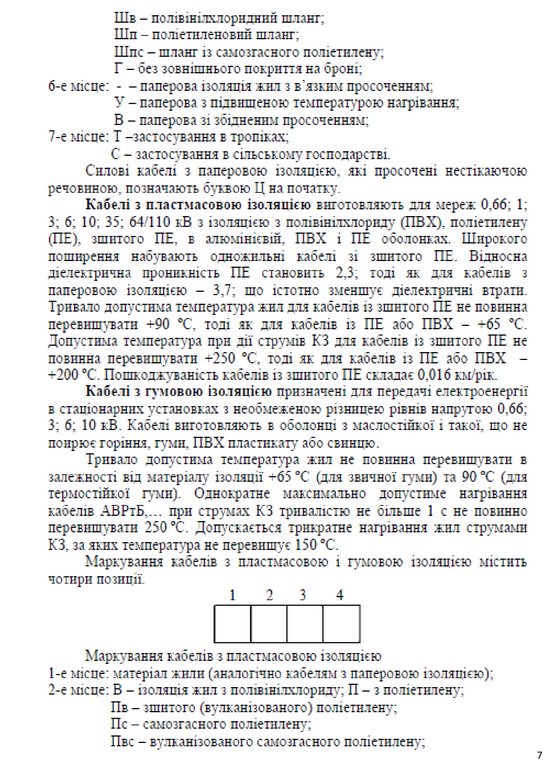 Шв – полівінілхлоридний шланг;
Шп – поліетиленовий шланг;
Шпс – шланг із самозгасного поліетилену;
Г – без зовнішнього покриття на броні;
6-е місце: - – паперова ізоляція жил з в’язким просоченням;
У – паперова з підвищеною температурою нагрівання;
В – паперова зі збідненим просоченням;
7-е місце: Т –застосування в тропіках;
С – застосування в сільському господарстві.
Силові кабелі з паперовою ізоляцією, які просочені нестікаючою
речовиною, позначають буквою Ц на початку.
Кабелі з пластмасовою ізоляцією виготовляють для мереж 0,66; 1;
3; 6; 10; 35; 64/110 кВ з ізоляцією з полівінілхлориду (ПВХ), поліетилену
(ПЕ), зшитого ПЕ, в алюмінієвій, ПВХ і ПЕ оболонках. Широкого
поширення набувають одножильні кабелі зі зшитого ПЕ. Відносна
діелектрична проникність ПЕ становить 2,3; тоді як для кабелів з
паперовою ізоляцією – 3,7; що істотно зменшує діелектричні втрати.
Тривало допустима температура жил для кабелів із зшитого ПЕ не повинна
перевищувати +90 °С, тоді як для кабелів із ПЕ або ПВХ – +65 °С.
Допустима температура при дії струмів КЗ для кабелів із зшитого ПЕ не
повинна перевищувати +250 °С, тоді як для кабелів із ПЕ або ПВХ –
+200 °С. Пошкоджуваність кабелів із зшитого ПЕ складає 0,016 км/рік.
Кабелі з гумовою ізоляцією призначені для передачі електроенергії
в стаціонарних установках з необмеженою різницею рівнів напругою 0,66;
3; 6; 10 кВ. Кабелі виготовляють в оболонці з маслостійкої і такої, що не
поирює горіння, гуми, ПВХ пластикату або свинцю.
Тривало допустима температура жил не повинна перевищувати в
залежності від матеріалу ізоляції +65 °С (для звичної гуми) та 90 °С (для
термостійкої гуми). Однократне максимально допустиме нагрівання
кабелів АВРтБ,… при струмах КЗ тривалістю не більше 1 с не повинно
перевищувати 250 °С. Допускається трикратне нагрівання жил струмами
КЗ, за яких температура не перевищує 150 °С.
Маркування кабелів з пластмасовою і гумовою ізоляцією містить
чотири позиції.
1 2 3 4
Маркування кабелів з пластмасовою ізоляцією
1-е місце: матеріал жили (аналогічно кабелям з паперовою ізоляцією);
2-е місце: В – ізоляція жил з полівінілхлориду; П – з поліетилену;
Пв – зшитого (вулканізованого) поліетилену;
Пс – самозгасного поліетилену;
Пвс – вулканізованого самозгасного поліетилену;
7